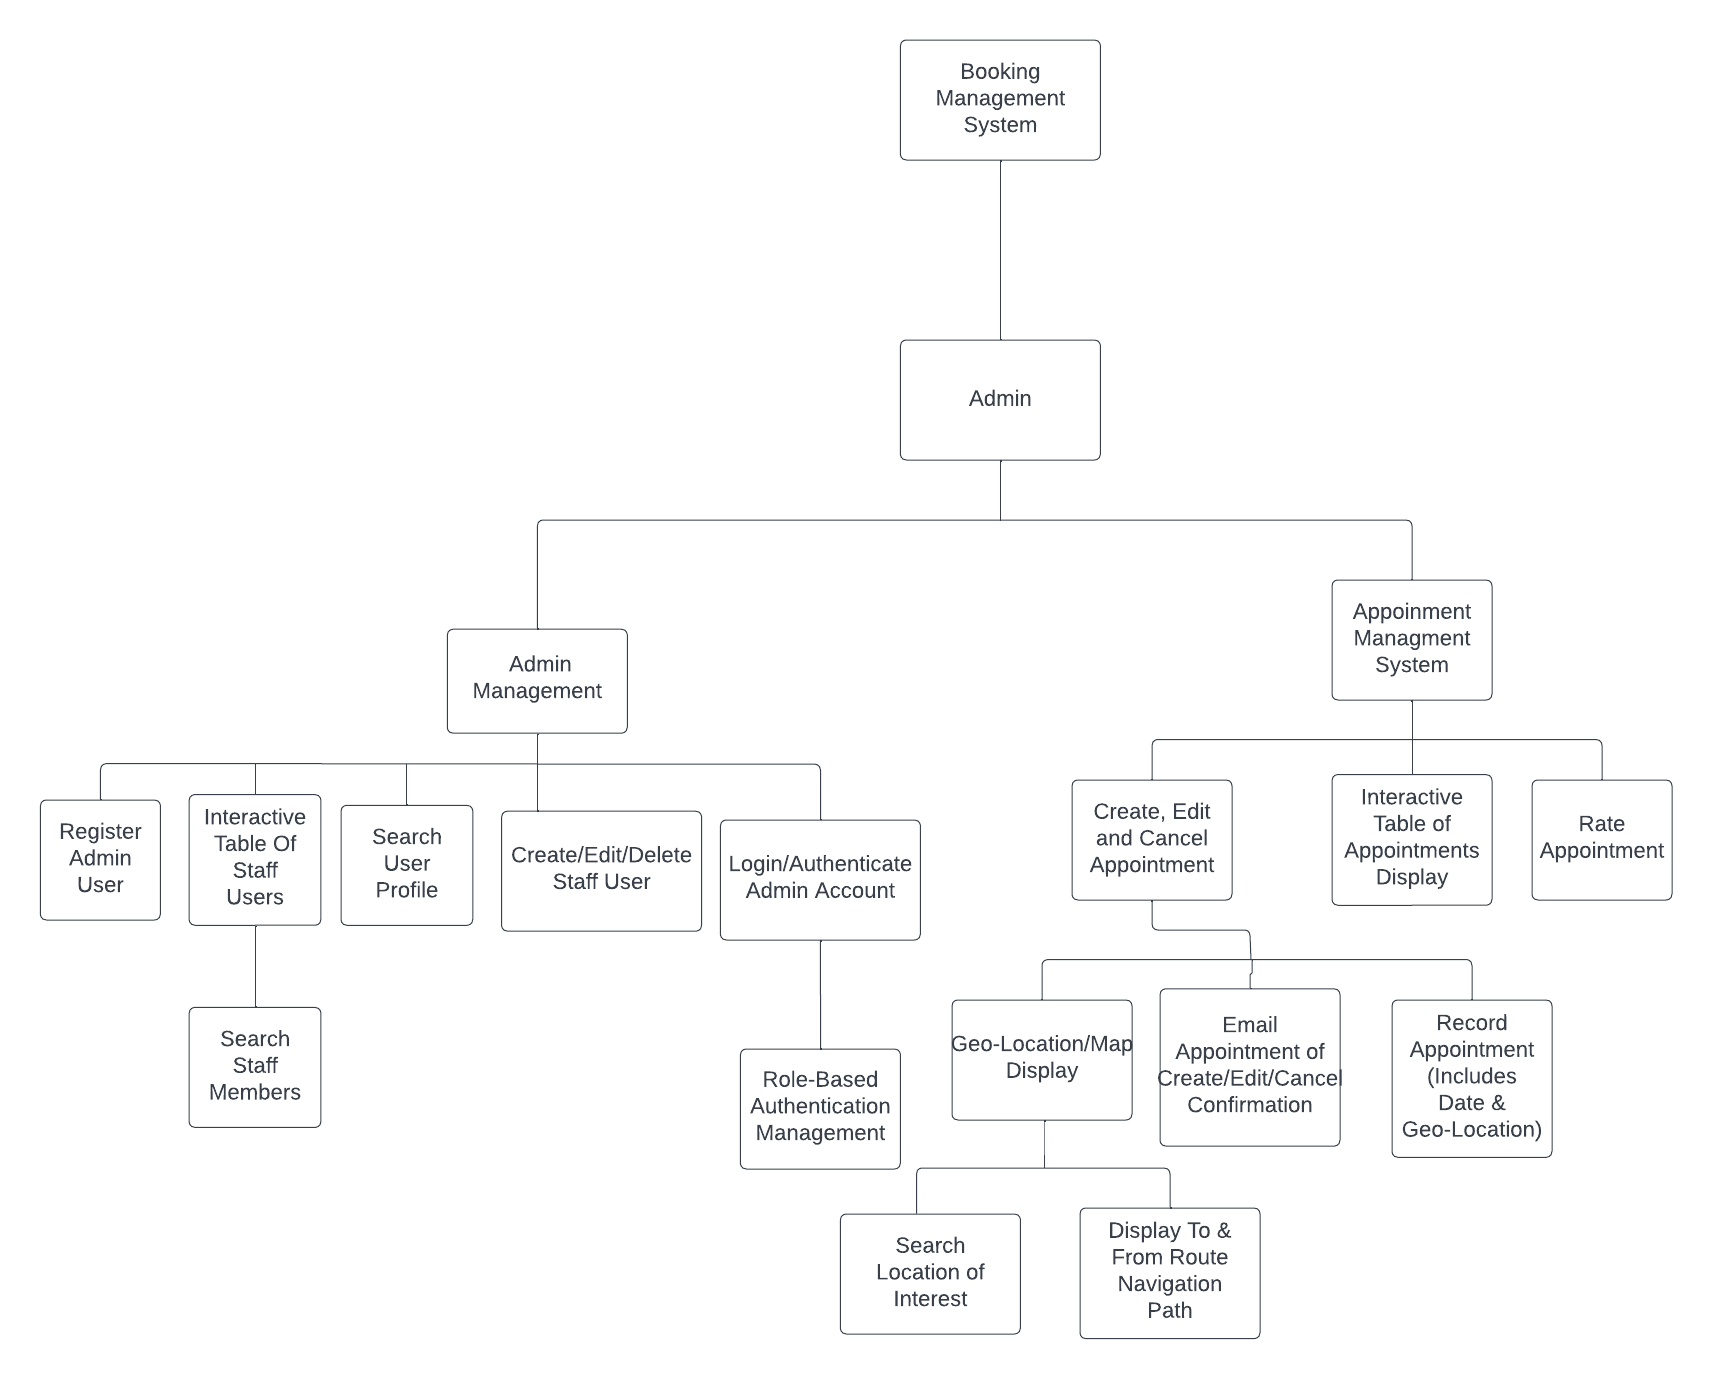 Booking
Management
System
Admin
Admin
Management
Appoinment
Managment
System
Register
Admin
User
Interactive
Table Of
Staff
Users
Search
User
Profile
Create/Edit/Delete
Staff User
Login/Authenticate
Admin Account
Create, Edit
and Cancel
Appointment
Interactive
Table of
Appointments
Display
Rate
Appointment
Search
Staff
Members
Role-Based
Authentication
Management
Geo-Location/Map
Display
Email
Appointment of
Create/Edit/Cancel
Confirmation
Record
Appointment
(Includes
Date &
Geo-Location)
Search
Location of
Interest
Display To &
From Route
Navigation
Path